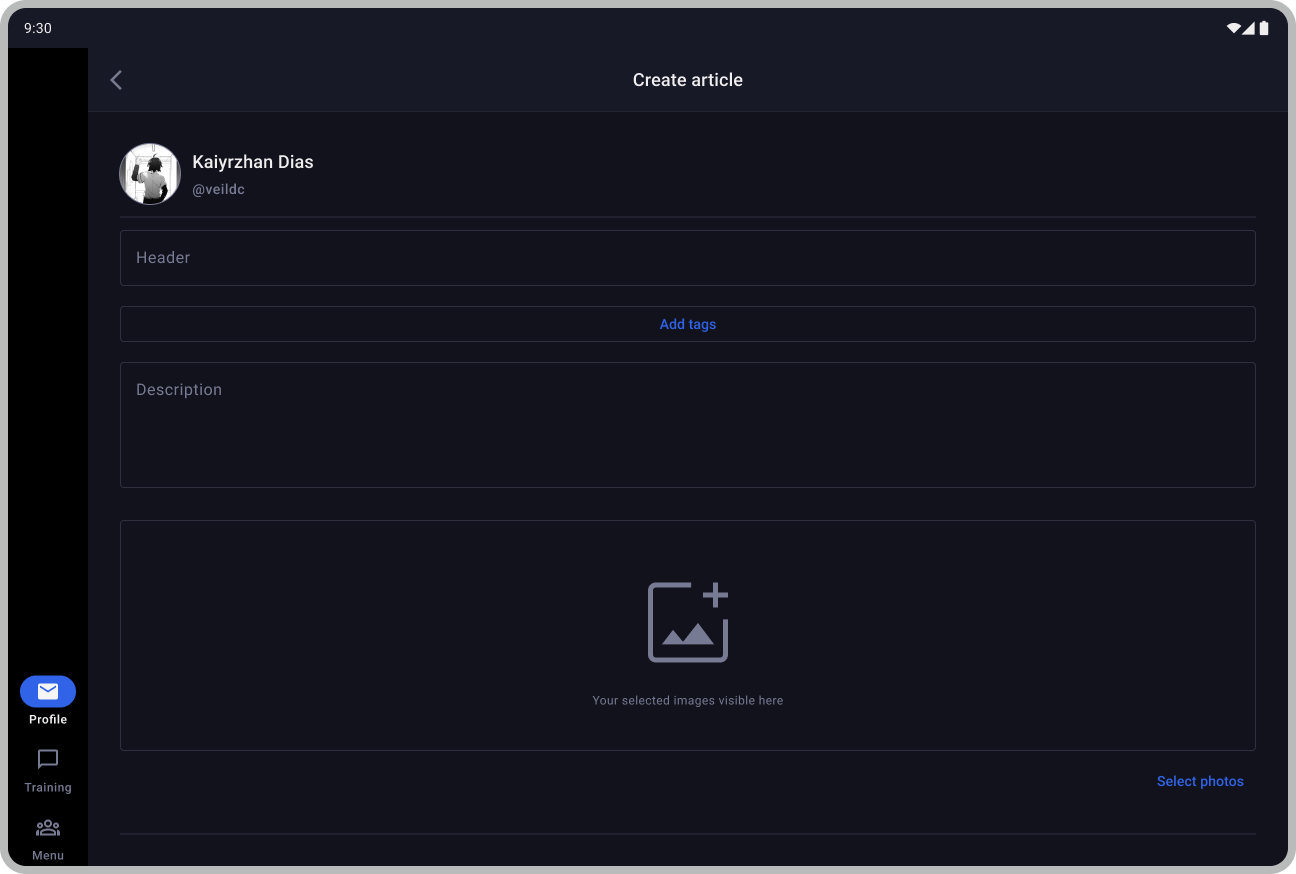 9:30
Create article
Kaiyrzhan Dias
@veildc
Header
Add tags
Description
Your selected images visible here
Select photos
Profile
Training
Menu